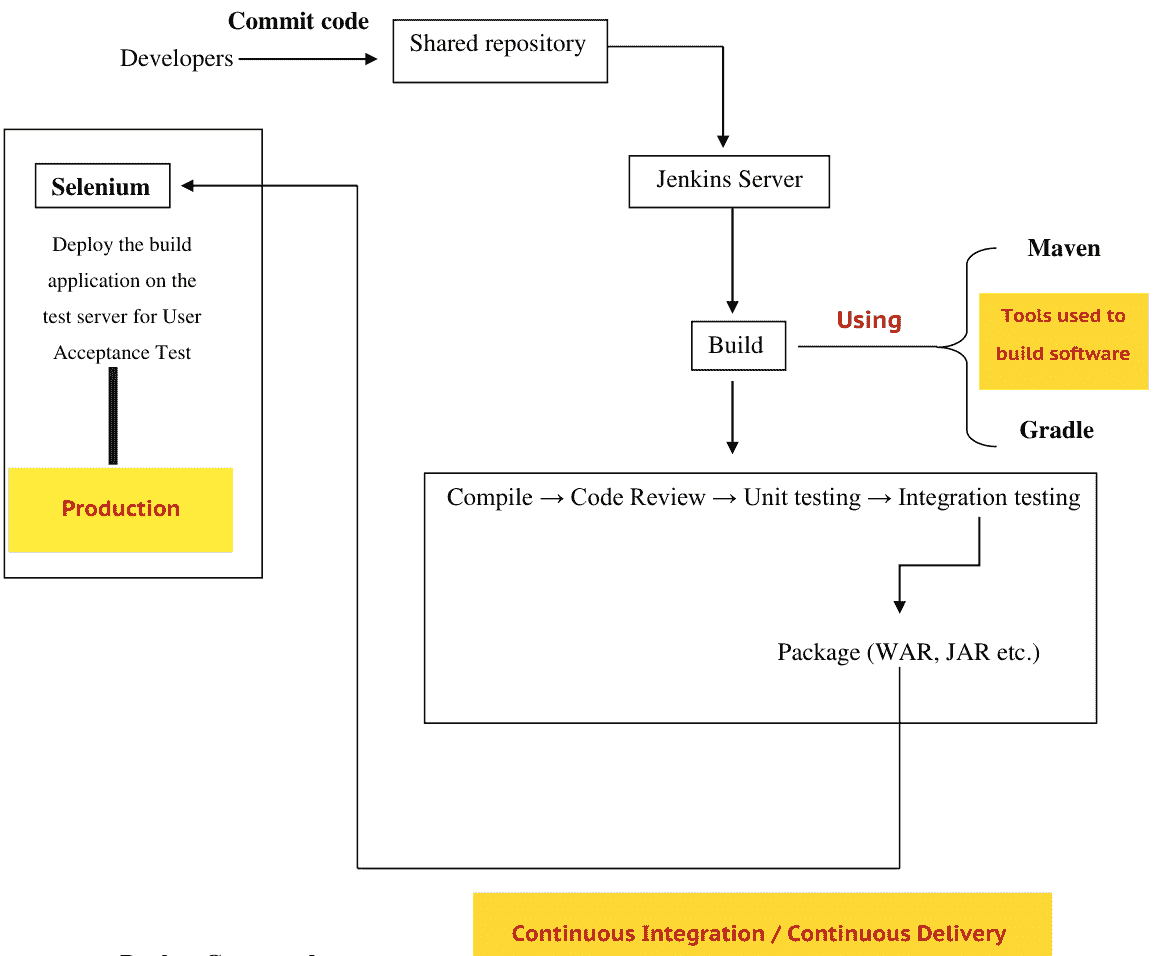 Commit code
Developers
Shared repository
Jenkins Server
Selenium
Deploy the build
application on the
test server for User
Acceptance Test
Production
Build
Using
Maven
Tools used to
build software
Gradle
Compile → Code Review → Unit testing → Integration testing
Package (WAR, JAR etc.)
Continuous Integration / Continuous Delivery